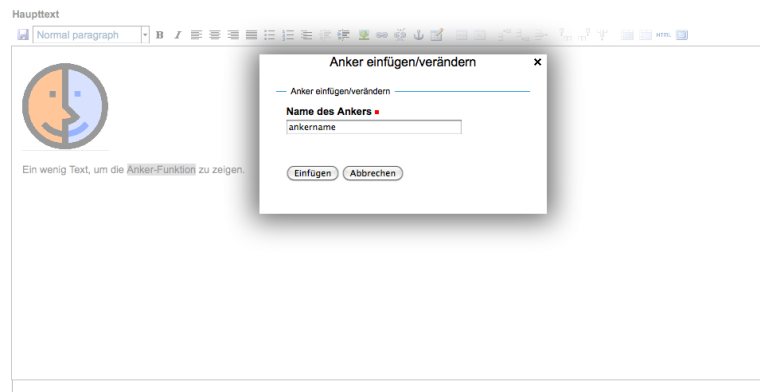 Haupttext
Normal paragraph
B I HTML
Anker einfügen/verändern ×
Anker einfügen/verändern
Name des Ankers
ankername
Einfügen Abbrechen
Ein wenig Text, um die Anker-Funktion zu zeigen.